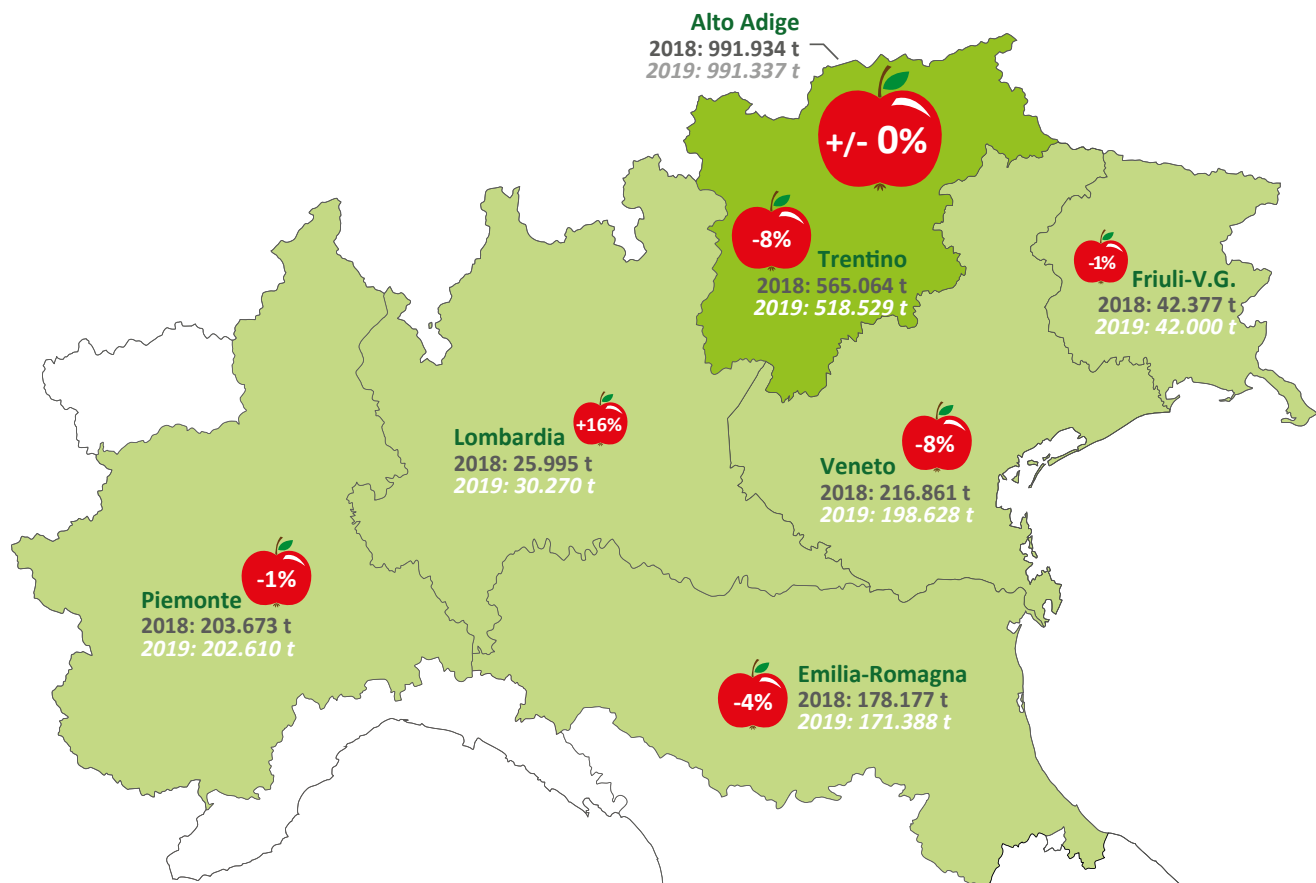 Alto Adige
2018: 991.934 t
2019: 991.337 t
+/- 0%
-8%
Trentino
2018: 565.064 t
2019: 518.529 t
-1%
Friuli-V.G.
2018: 42.377 t
2019: 42.000 t
+16%
Lombardia
2018: 25.995 t
2019: 30.270 t
-8%
Veneto
2018: 216.861 t
2019: 198.628 t
-1%
Piemonte
2018: 203.673 t
2019: 202.610 t
-4%
Emilia-Romagna
2018: 178.177 t
2019: 171.388 t